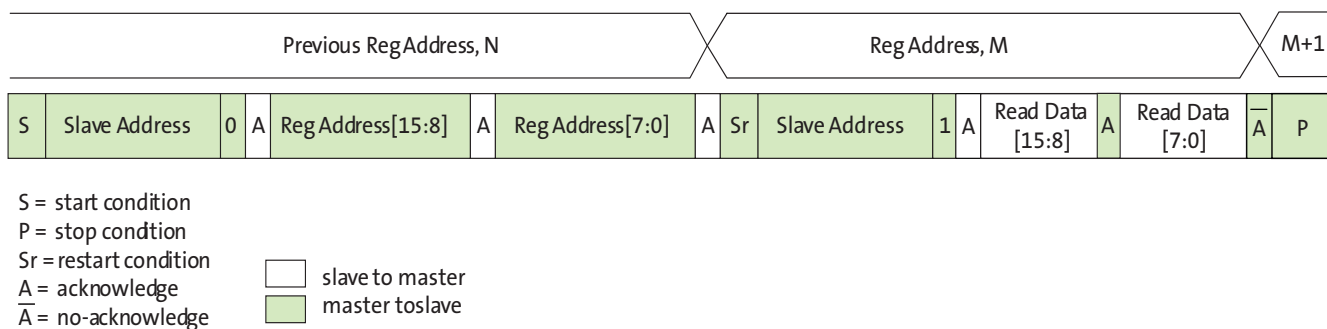 Previous Reg Address, N Reg Address, M M+1
S Slave Address 0 A Reg Address[15:8] A Reg Address[7:0] A Sr Slave Address 1 A Read Data [15:8] A Read Data [7:0] A̅ P
S = start condition
P = stop condition
Sr = restart condition
A = acknowledge
A̅ = no-acknowledge
slave to master
master toslave